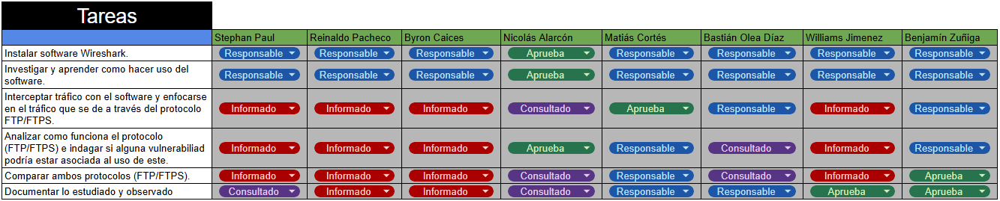 Tareas
Stephan Paul Reinaldo Pacheco Byron Caices Nicolás Alarcón Matiás Cortés Bastián Olea Díaz Williams Jimenez Benjamín Zuñiga
Instalar software Wireshark. Responsable Responsable Responsable Aprueba Responsable Responsable Responsable Responsable
Investigar y aprender como hacer uso del
software.
Responsable Responsable Responsable Aprueba Responsable Responsable Responsable Responsable
Interceptar tráfico con el software y enfocarse
en el tráfico que se de a través del protocolo
FTP/FTPS.
Informado Informado Informado Consultado Aprueba Responsable Informado Responsable
Analizar como funciona el protocolo
(FTP/FTPS) e indagar si alguna vulnerabiliad
podría estar asociada al uso de este.
Informado Informado Informado Aprueba Responsable Consultado Informado Responsable
Comparar ambos protocolos (FTP/FTPS). Informado Informado Informado Consultado Responsable Consultado Informado Aprueba
Documentar lo estudiado y observado Consultado Informado Informado Consultado Responsable Responsable Aprueba Aprueba